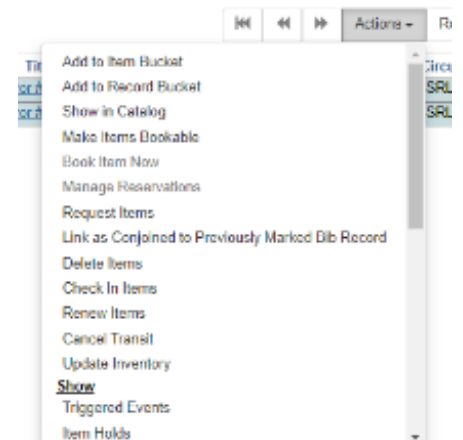 Actions
Add to Item Bucket
Add to Record Bucket
Show in Catalog
Make Items Bookable
Book Item Now
Manage Reservations
Request Items
Link as Conjoined to Previously Marked Bib Record
Delete Items
Check In Items
Renew Items
Cancel Transit
Update Inventory
Show
Triggered Events
Item Holds